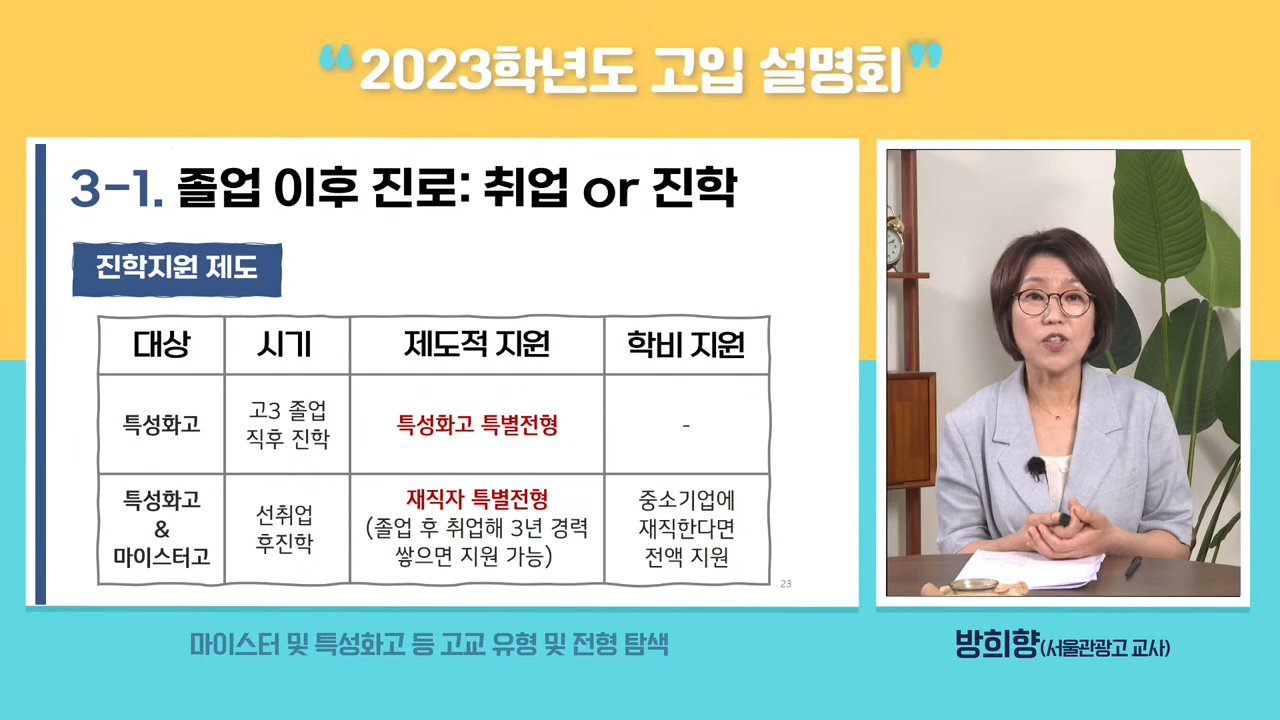 “2023학년도 고입 설명회”
3-1. 졸업 이후 진로: 취업 or 진학
진학지원 제도
대상 시기 제도적 지원 학비 지원
특성화고
고3 졸업
직후 진학
특성화고 특별전형
-
특성화고
&
마이스터고
선취업
후진학
재직자 특별전형
(졸업 후 취업해 3년 경력
쌓으면 지원 가능)
중소기업에
재직한다면
전액 지원
23
마이스터 및 특성화고 등 고교 유형 및 전형 탐색
방희향(서울관광고 교사)